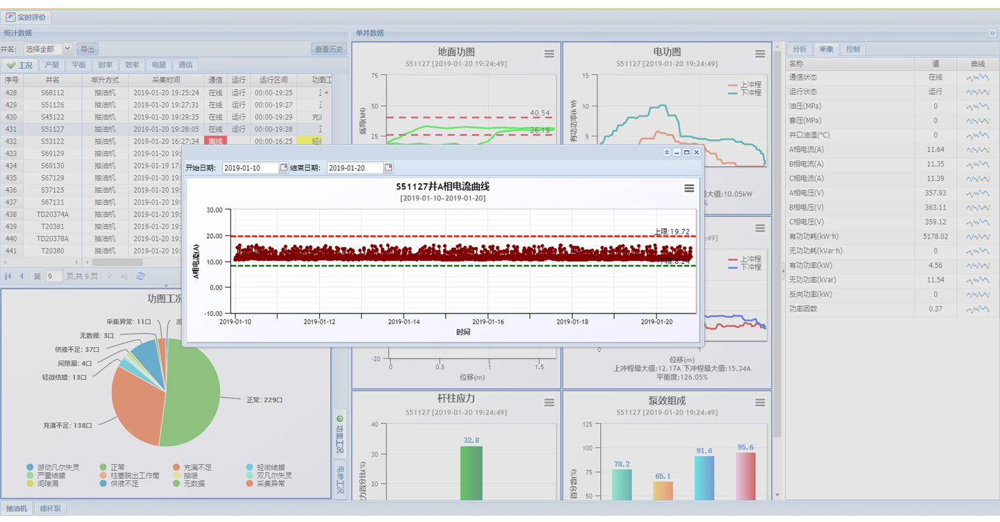 实时评价
统计数据
井名: 选择全部 导出 查看历史
工况 产量 平衡 时率 效率 电量 通信
序号 井名 举升方式 采集时间 通信 运行 运行区间 功图工
428 S68112 抽油机 2019-01-20 19:25:24 在线 运行 00:00-19:25
429 S51126 抽油机 2019-01-20 19:27:31 在线 运行 00:00-19:27
430 S45122 抽油机 2019-01-20 19:29:35 在线 运行 00:00-19:29 充
431 S51127 抽油机 2019-01-20 19:28:05 在线 运行 00:00-19:28
432 S53122 抽油机 2019-01-20 16:27:34 离线 00:00-16:25 轻
433 S69129 抽油机 2019-01-20 19:
434 S69130 抽油机 2019-01-19 17:
435 S67129 抽油机 2019-01-20 19:
436 S37125 抽油机 2019-01-20 19:
437 S67131 抽油机 2019-01-20 19:
438 TD20374A 抽油机 2019-01-20 19:
439 T20381 抽油机 2019-01-20 19:
440 TD20378A 抽油机 2019-01-20 19:
441 T20380 抽油机 2019-01-20 19:
第 9 页,共 9 页
功图工况
采集异常: 11口
游
无数据: 3口
供液不足: 37口
间隙漏: 4口
轻微结蜡: 13口
正常: 229口
充满不足: 138口
游动凡尔失灵 正常 充满不足 轻微结蜡
严重结蜡 柱塞脱出工作筒 抽喷 双凡尔失灵
间隙漏 供液不足 无数据 采集异常
功图工况
电参工况
抽油机 螺杆泵
单井数据
地面功图
S51127 [2019-01-20 19:24:49]
载荷(kN)
75
50
25
40.54
26.18
电功图
S51127 [2019-01-20 19:24:49]
有功功率(kW)
15
10
5
上冲程
下冲程
最大值:10.05kW
%
开始日期: 2019-01-10 结束日期: 2019-01-20
S51127井A相电流曲线
[2019-01-10~2019-01-20]
A相电流(A)
30.00
20.00
10.00
0.00
-10.00
上限:19.72
下限:8.24
2019-01-10 2019-01-12 2019-01-14 2019-01-16 2019-01-18 2019-01-20
时间
:49]
上冲程
下冲程
-20
0 0.5 1 1.5
位移(m)
0 1
位移(m)
上冲程最大值:12.17A 下冲程最大值:15.34A
平衡度:126.05%
杆柱应力
S51127 [2019-01-20 19:24:49]
力百分比(%)
40
30
20
32.8
泵效组成
S51127 [2019-01-20 19:24:49]
百分数(%)
125
100
75
50
78.2
65.1
91.6
95.6
分析 采集 控制
名称 值 曲线
通信状态 在线
运行状态 运行
油压(MPa) 0
套压(MPa) 0
井口油温(℃) 0
A相电流(A) 11.64
B相电流(A) 11.35
C相电流(A) 11.39
A相电压(V) 357.93
B相电压(V) 363.11
C相电压(V) 359.12
有功功耗(kW·h) 5178.02
无功功耗(kVar·h) 0
有功功率(kW) 4.56
无功功率(kVar) 11.54
反向功率(kW) 0
功率因数 0.37